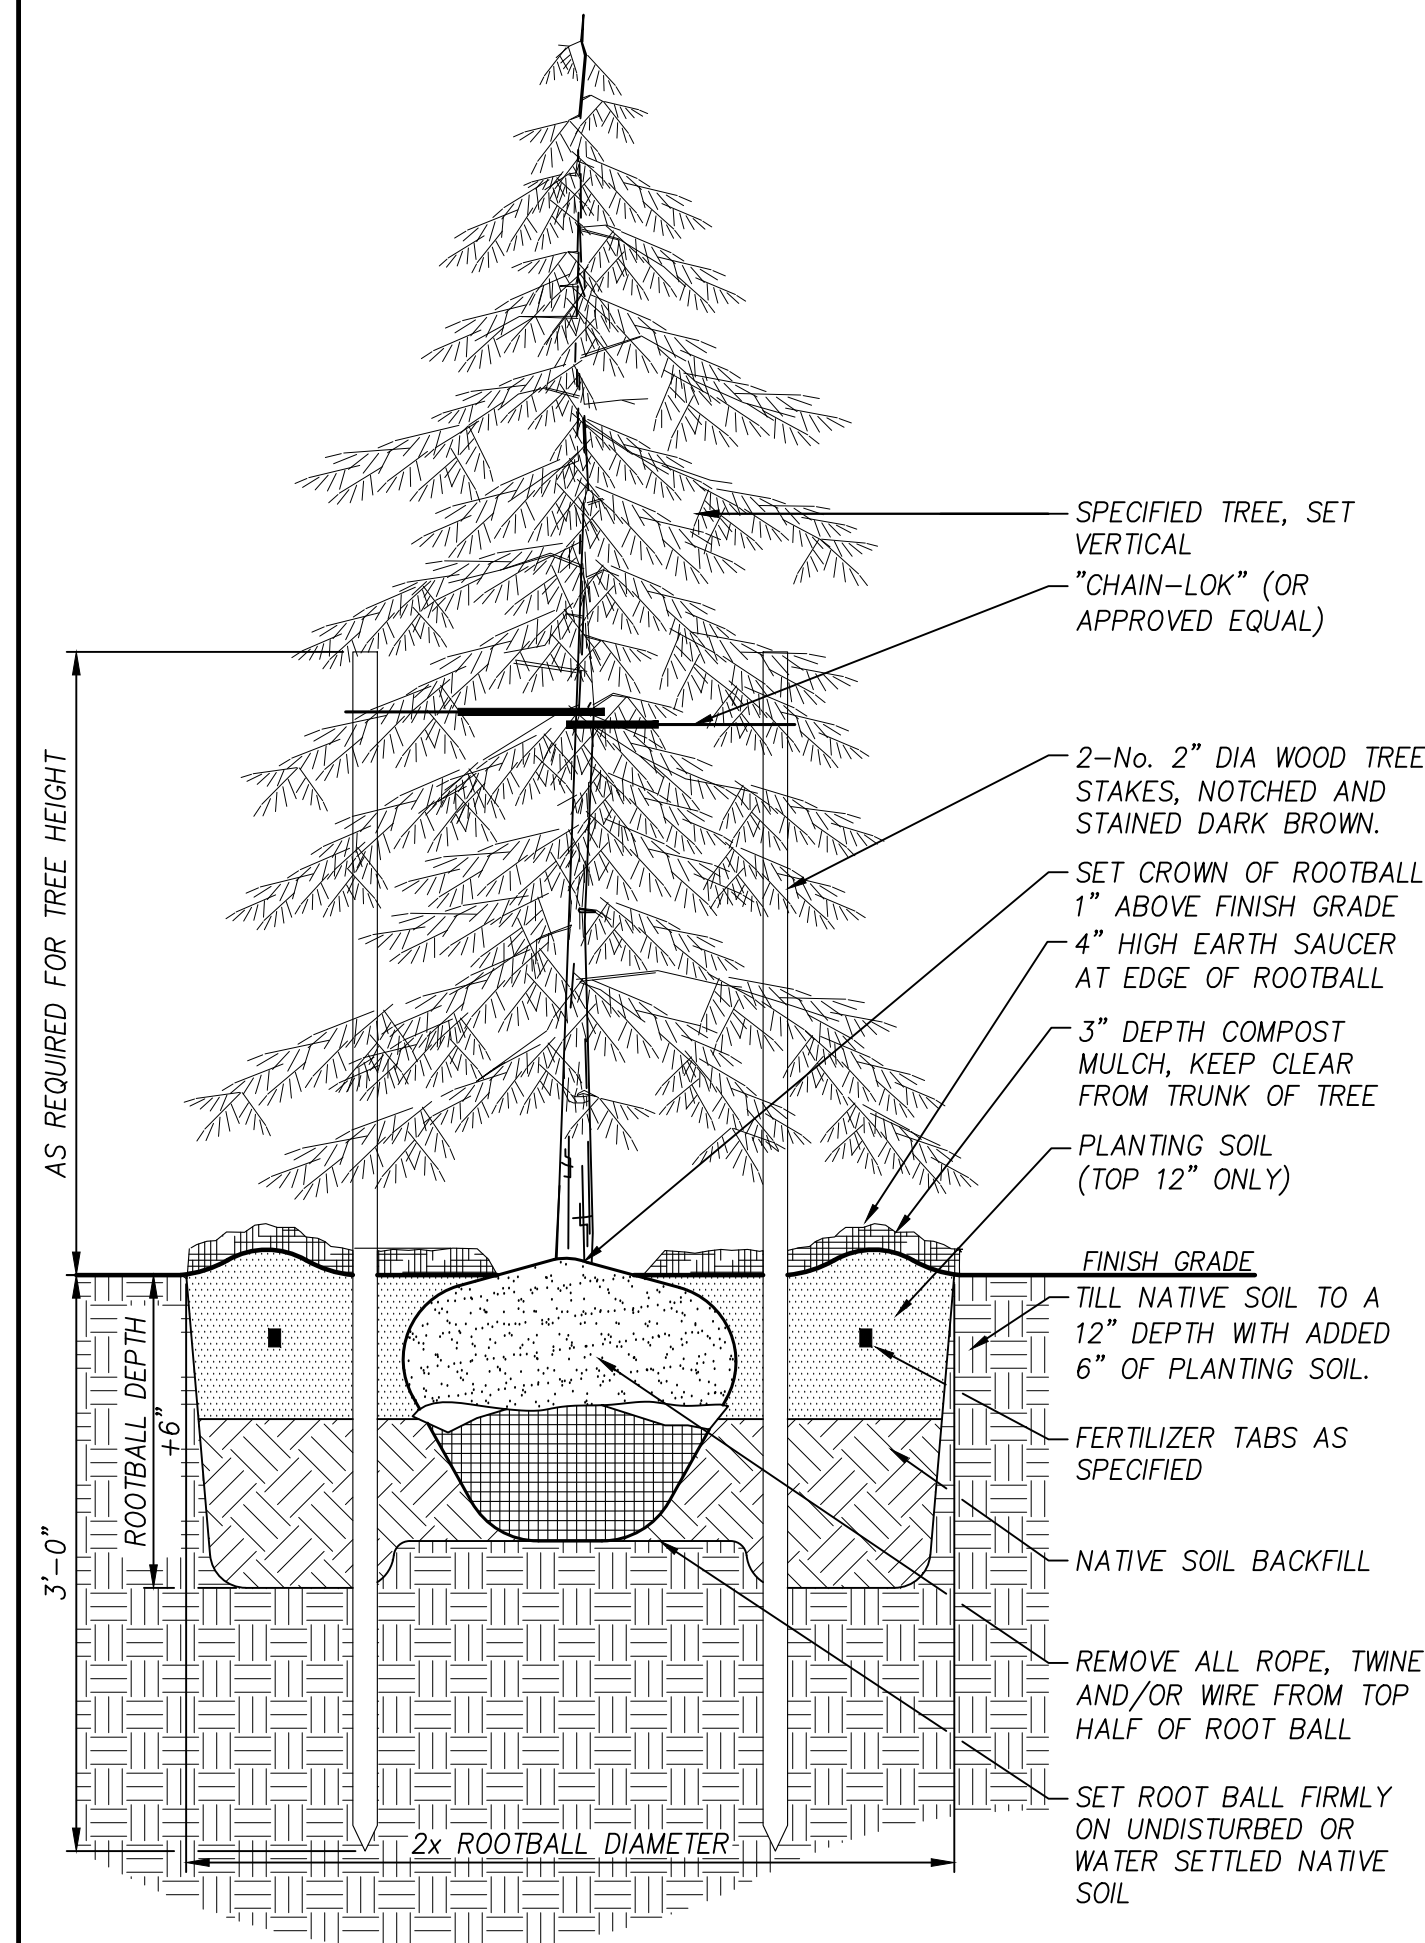 SPECIFIED TREE, SET
VERTICAL
"CHAIN-LOK" (OR
APPROVED EQUAL)
2-No. 2" DIA WOOD TREE
STAKES, NOTCHED AND
STAINED DARK BROWN.
SET CROWN OF ROOTBALL
1" ABOVE FINISH GRADE
4" HIGH EARTH SAUCER
AT EDGE OF ROOTBALL
3" DEPTH COMPOST
MULCH, KEEP CLEAR
FROM TRUNK OF TREE
PLANTING SOIL
(TOP 12" ONLY)
FINISH GRADE
TILL NATIVE SOIL TO A
12" DEPTH WITH ADDED
6" OF PLANTING SOIL.
FERTILIZER TABS AS
SPECIFIED
NATIVE SOIL BACKFILL
REMOVE ALL ROPE, TWINE
AND/OR WIRE FROM TOP
HALF OF ROOT BALL
SET ROOT BALL FIRMLY
ON UNDISTURBED OR
WATER SETTLED NATIVE
SOIL
AS REQUIRED FOR TREE HEIGHT
3'-0"
ROOTBALL DEPTH
+6"
2x ROOTBALL DIAMETER